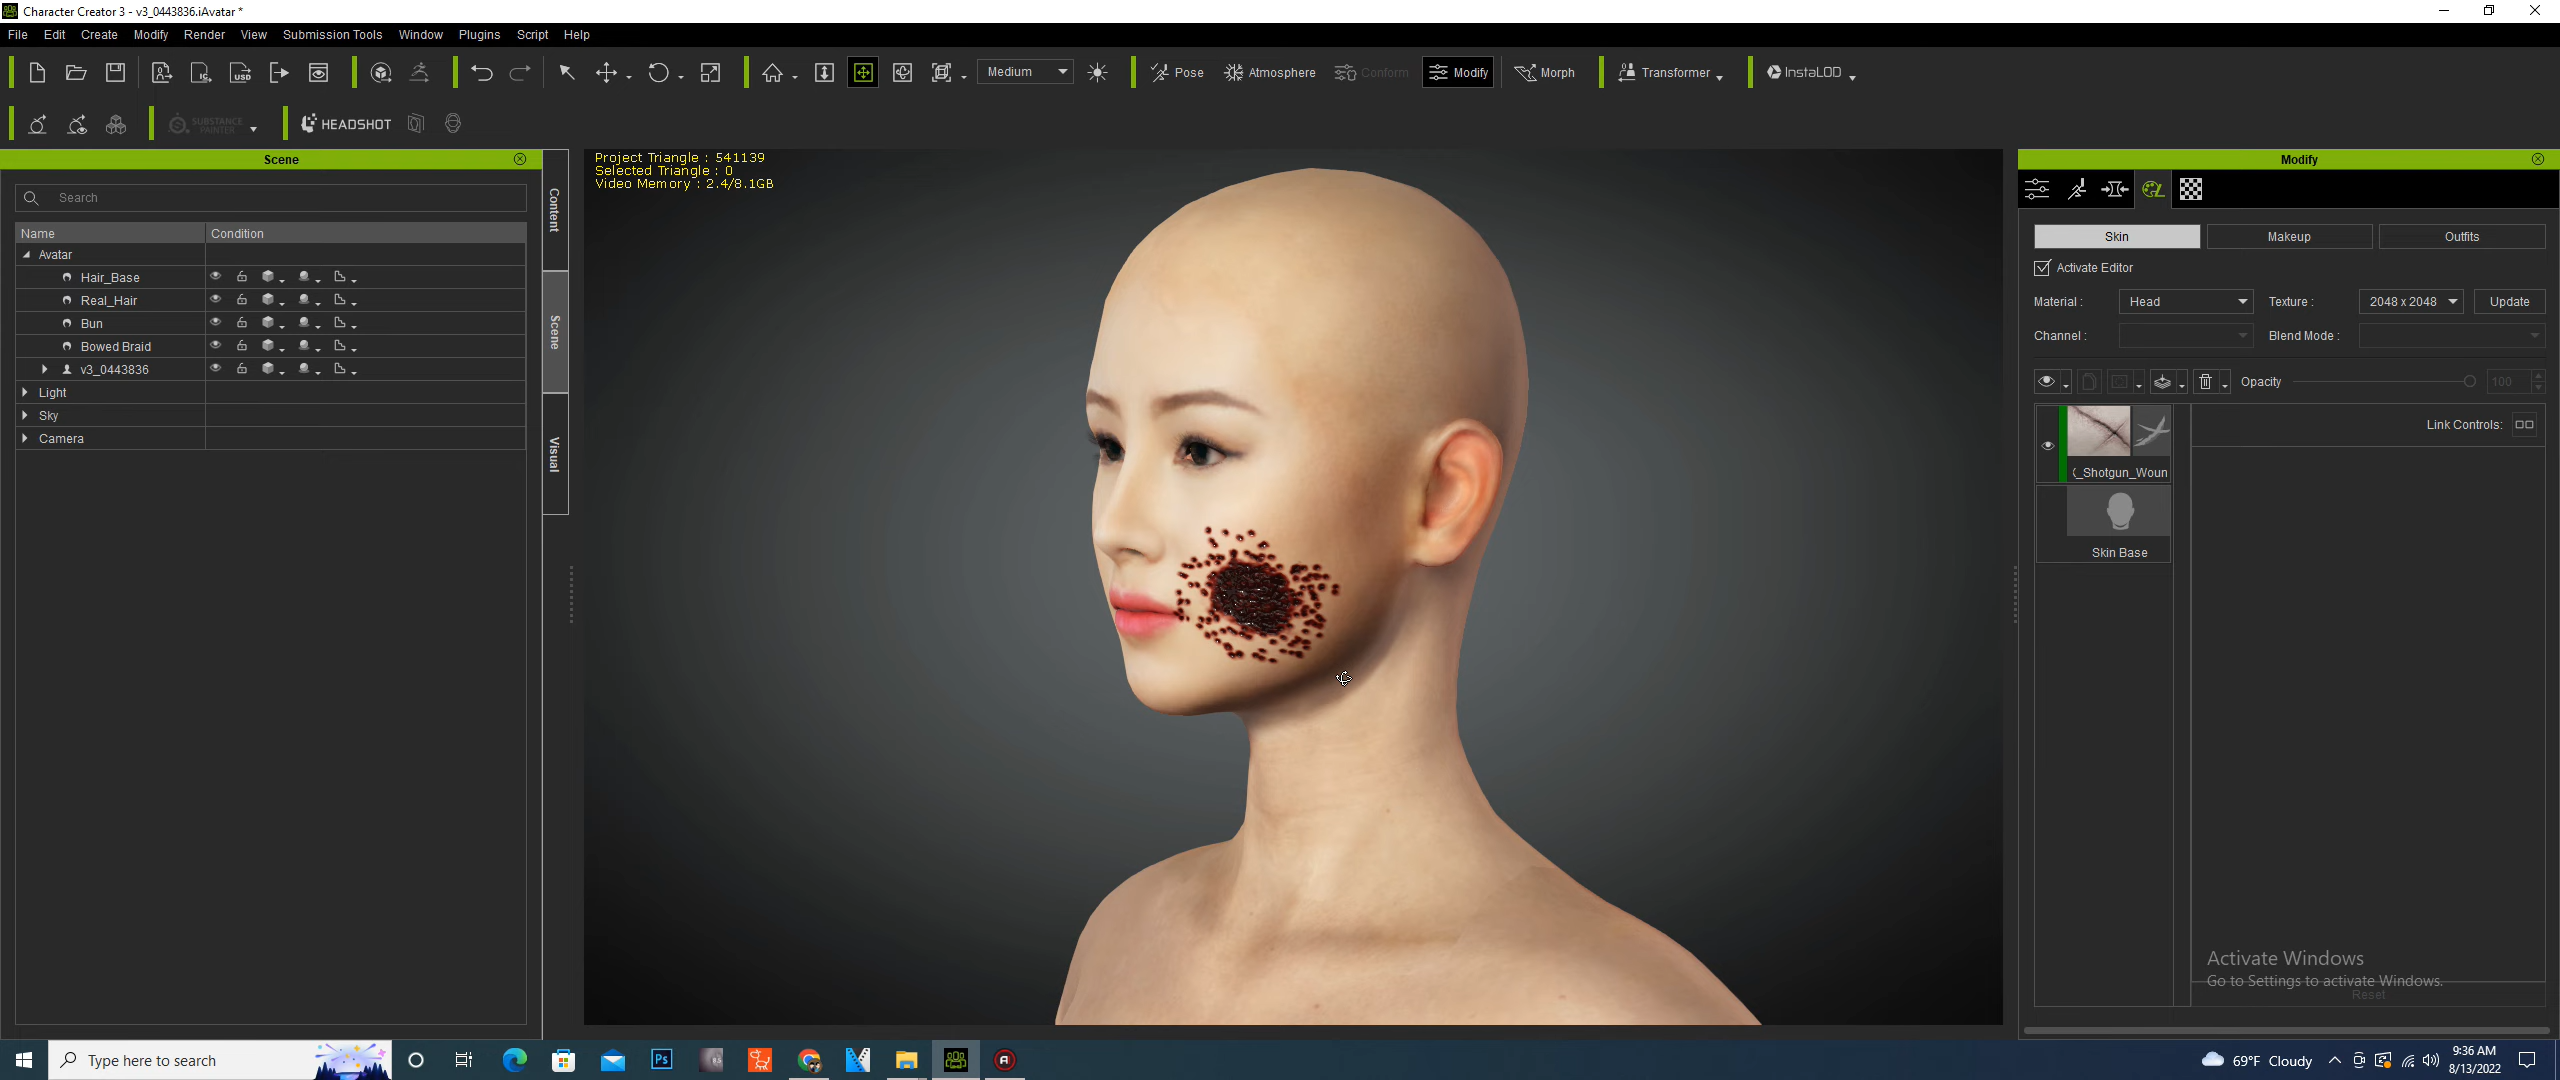 Character Creator 3 - v3_0443836.iAvatar *
File Edit Create Modify Render View Submission Tools Window Plugins Script Help
USD Medium Pose Atmosphere Conform Modify Morph Transformer InstaLOD
SUBSTANCE PAINTER HEADSHOT
Scene
Search
Name Condition
Avatar
Hair_Base
Real_Hair
Bun
Bowed Braid
v3_0443836
Light
Sky
Camera
Content
Scene
Visual
Project Triangle : 541139
Selected Triangle : 0
Video Memory : 2.4/8.1GB
Modify
Skin Makeup Outfits
Activate Editor
Material : Head Texture : 2048 x 2048 Update
Channel : Blend Mode :
Opacity 100
Link Controls:
_Shotgun_Woun
Skin Base
Activate Windows
Go to Settings to activate Windows.
Reset
Type here to search
Ps
69°F Cloudy
9:36 AM
8/13/2022